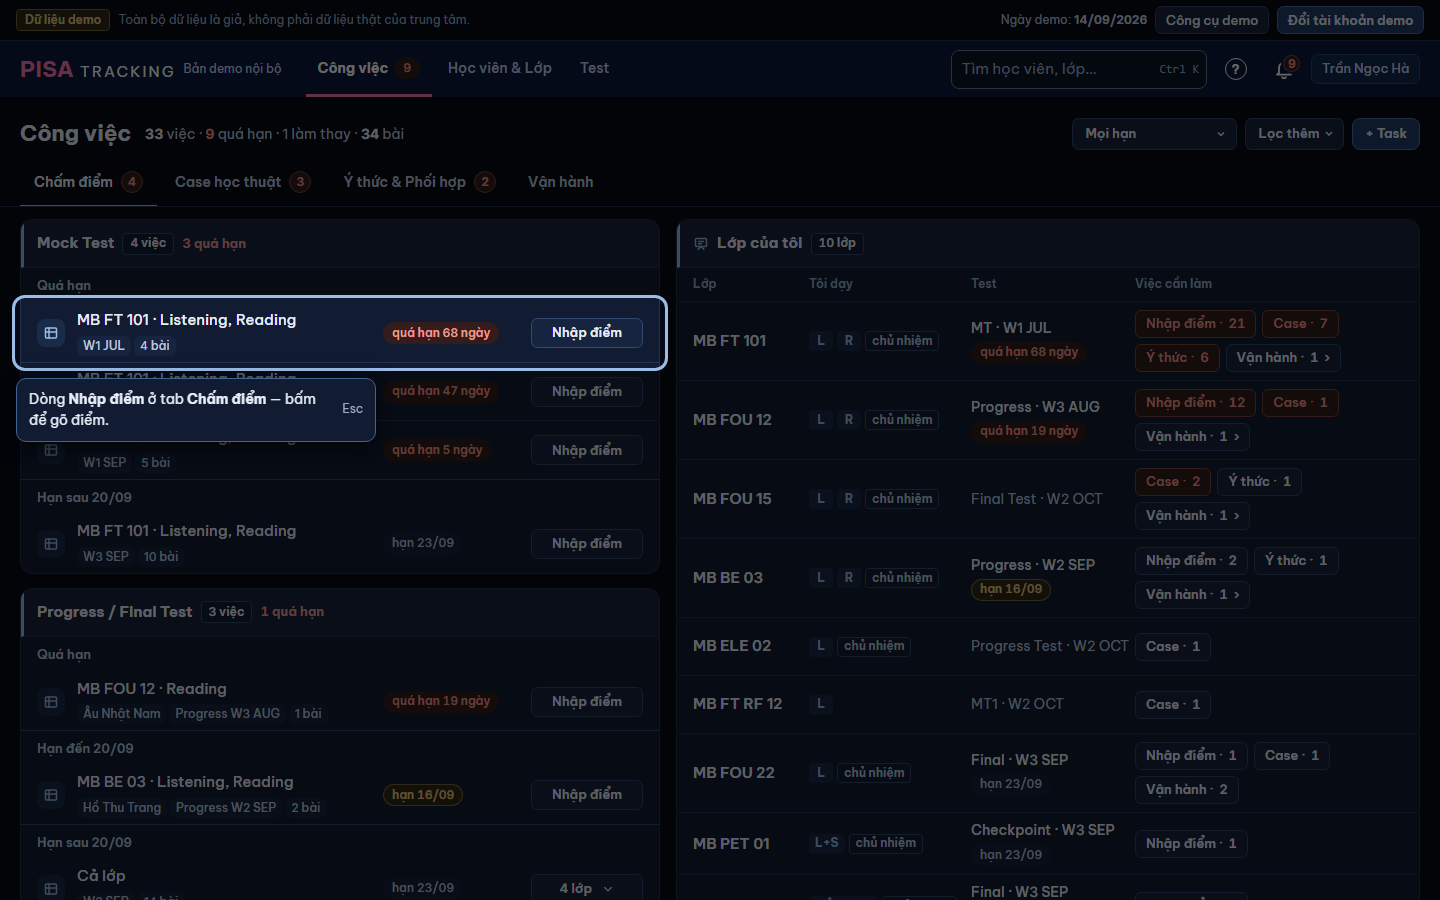 Dữ liệu demo Toàn bộ dữ liệu là giả, không phải dữ liệu thật của trung tâm. Ngày demo: 14/09/2026 Công cụ demo Đổi tài khoản demo
PISA TRACKING Bản demo nội bộ Công việc 9 Học viên & Lớp Test Tìm học viên, lớp... Ctrl K ? 9 Trần Ngọc Hà
Công việc 33 việc · 9 quá hạn · 1 làm thay · 34 bài Mọi hạn Lọc thêm + Task
Chấm điểm 4 Case học thuật 3 Ý thức & Phối hợp 2 Vận hành
Mock Test 4 việc 3 quá hạn
Quá hạn
MB FT 101 · Listening, Reading
W1 JUL 4 bài
quá hạn 68 ngày Nhập điểm
MB FT 101 · Listening, Reading
quá hạn 47 ngày Nhập điểm
Dòng Nhập điểm ở tab Chấm điểm — bấm
để gõ điểm.
Esc
W1 SEP 5 bài
quá hạn 5 ngày Nhập điểm
Hạn sau 20/09
MB FT 101 · Listening, Reading
W3 SEP 10 bài
hạn 23/09 Nhập điểm
Progress / Final Test 3 việc 1 quá hạn
Quá hạn
MB FOU 12 · Reading
Âu Nhật Nam Progress W3 AUG 1 bài
quá hạn 19 ngày Nhập điểm
Hạn đến 20/09
MB BE 03 · Listening, Reading
Hồ Thu Trang Progress W2 SEP 2 bài
hạn 16/09 Nhập điểm
Hạn sau 20/09
Cả lớp
hạn 23/09 4 lớp
Lớp của tôi 10 lớp
Lớp Tôi dạy Test Việc cần làm
MB FT 101 L R chủ nhiệm
MT · W1 JUL
quá hạn 68 ngày
Nhập điểm · 21 Case · 7
Ý thức · 6 Vận hành · 1 ›
MB FOU 12 L R chủ nhiệm
Progress · W3 AUG
quá hạn 19 ngày
Nhập điểm · 12 Case · 1
Vận hành · 1 ›
MB FOU 15 L R chủ nhiệm
Final Test · W2 OCT
Case · 2 Ý thức · 1
Vận hành · 1 ›
MB BE 03 L R chủ nhiệm
Progress · W2 SEP
hạn 16/09
Nhập điểm · 2 Ý thức · 1
Vận hành · 1 ›
MB ELE 02 L chủ nhiệm
Progress Test · W2 OCT Case · 1
MB FT RF 12 L
MT1 · W2 OCT Case · 1
MB FOU 22 L chủ nhiệm
Final · W3 SEP
hạn 23/09
Nhập điểm · 1 Case · 1
Vận hành · 2
MB PET 01 L+S chủ nhiệm
Checkpoint · W3 SEP
hạn 23/09
Nhập điểm · 1
Final · W3 SEP